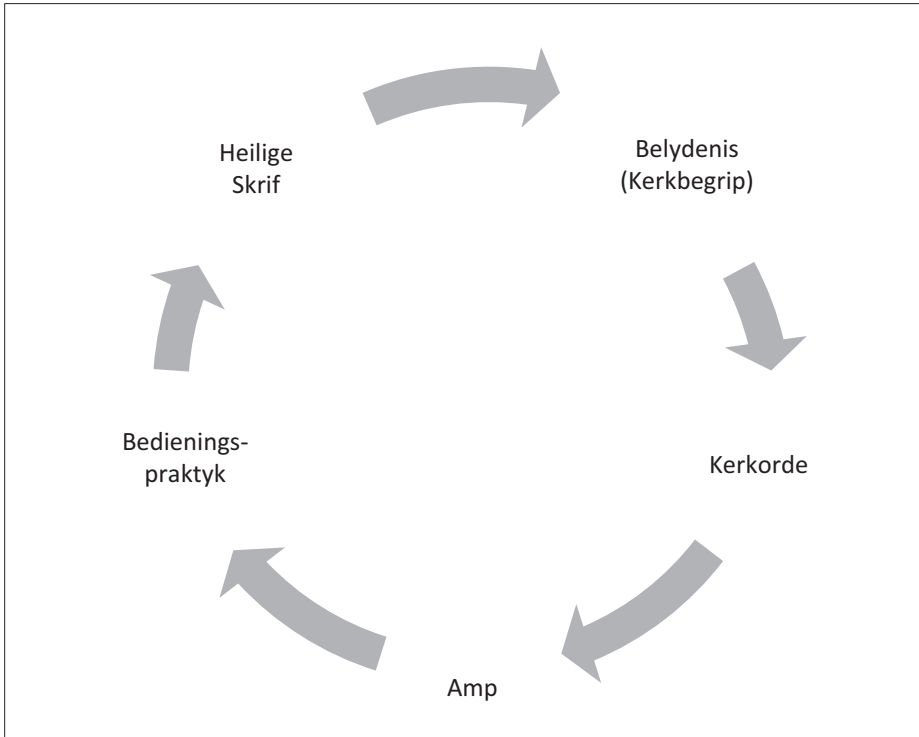 Heilige
Skrif
Belydenis
(Kerkbegrip)
Kerkorde
Amp
Bedienings-
praktyk